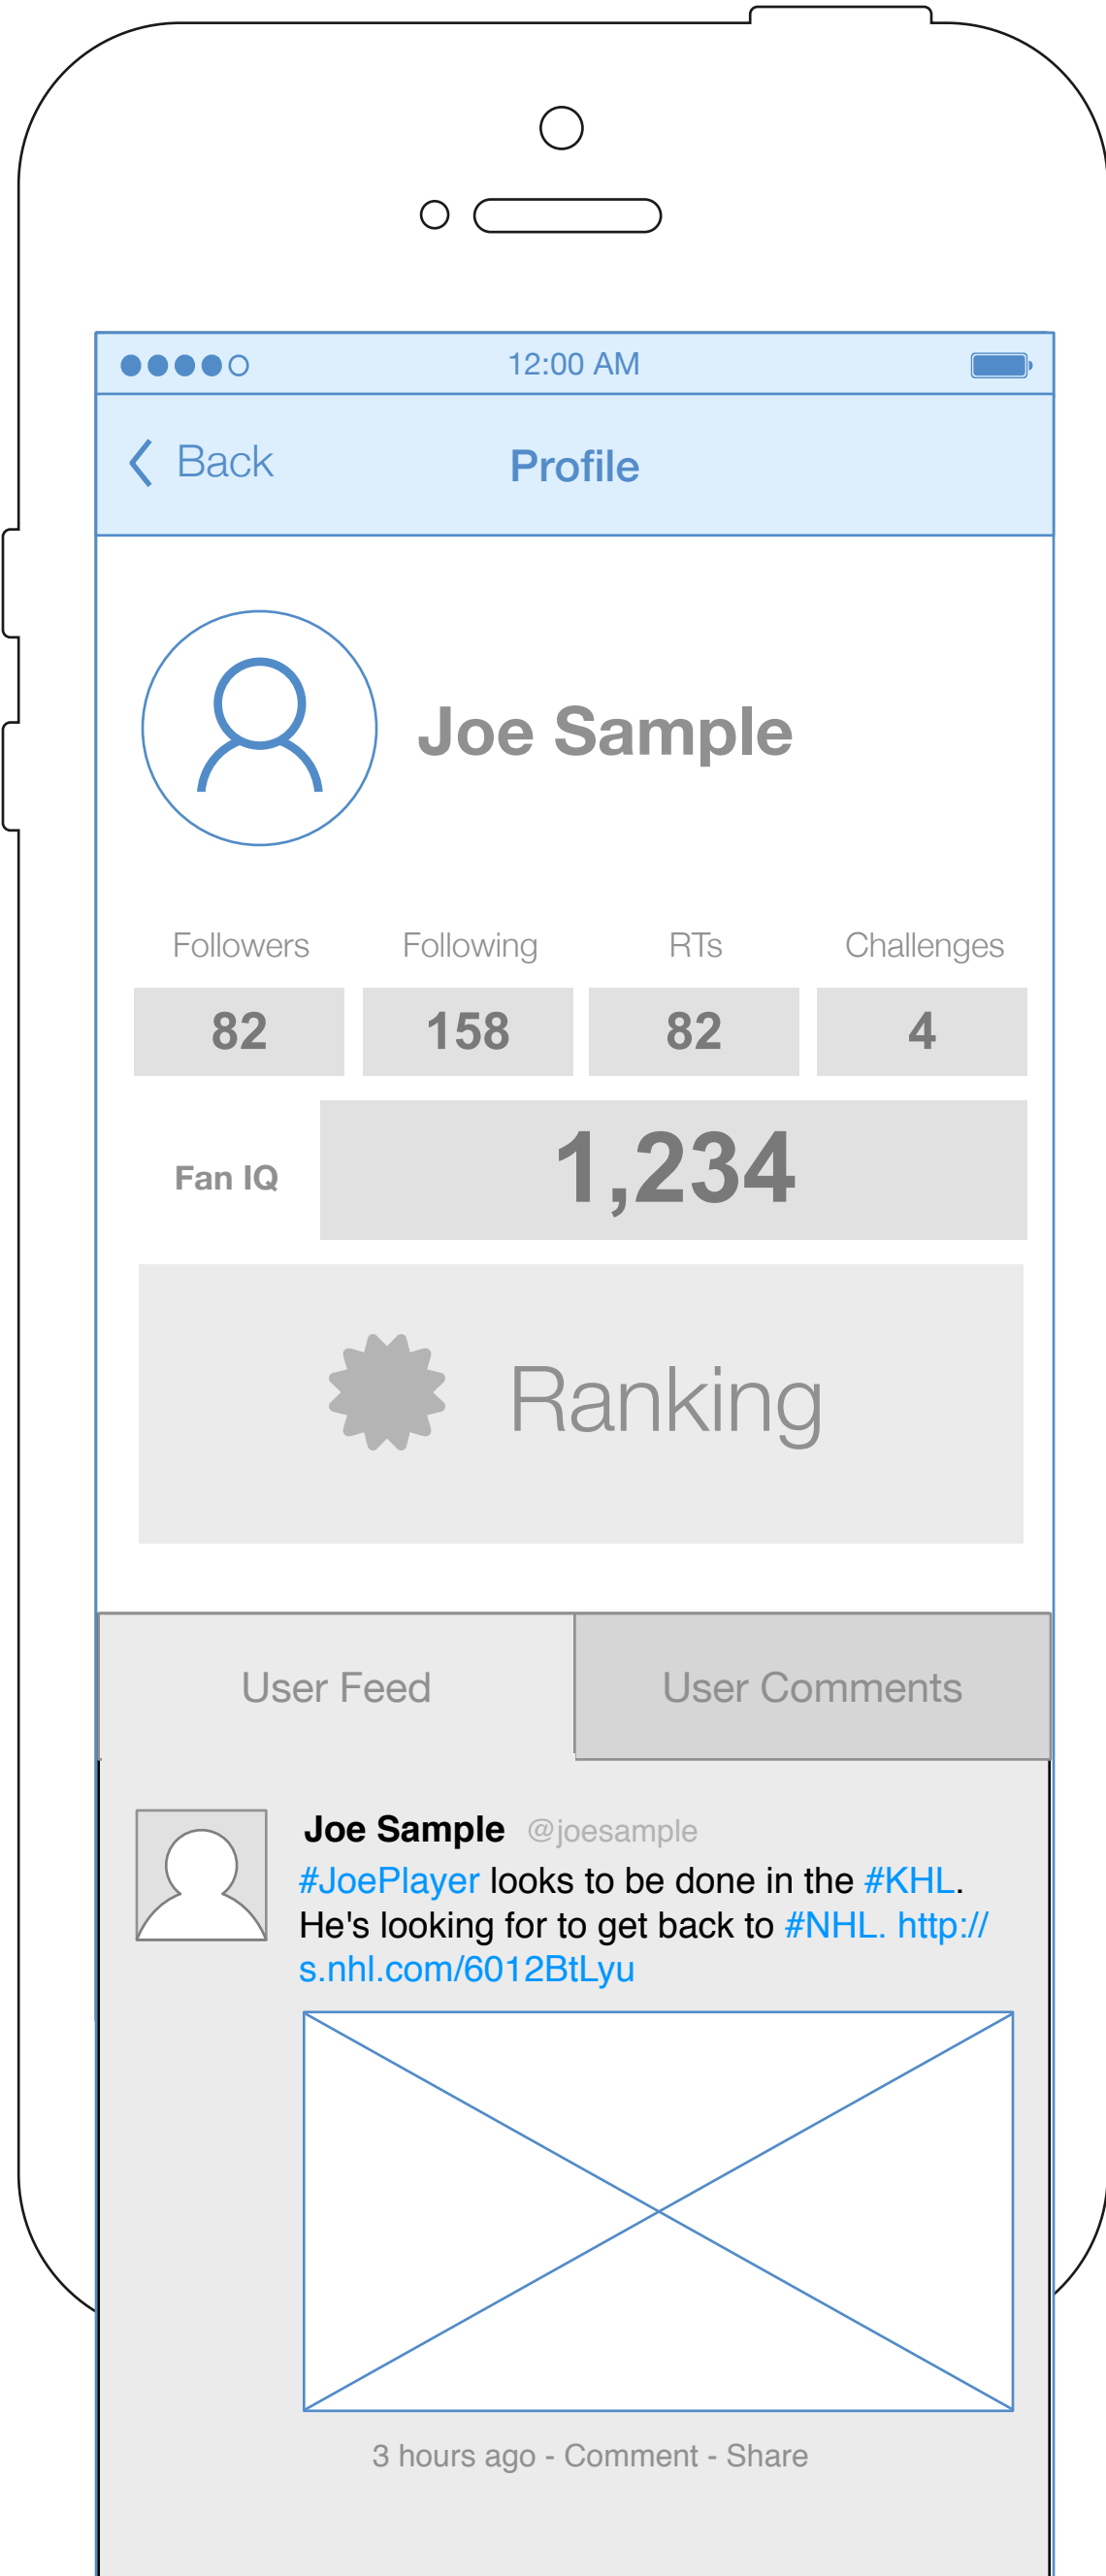 12:00 AM
Back
Profile
Joe Sample
Followers Following RTs Challenges
82 158 82 4
Fan IQ 1,234
Ranking
User Feed User Comments
Joe Sample @joesample
#JoePlayer looks to be done in the #KHL.
He's looking for to get back to #NHL. http://
s.nhl.com/6012BtLyu
3 hours ago - Comment - Share